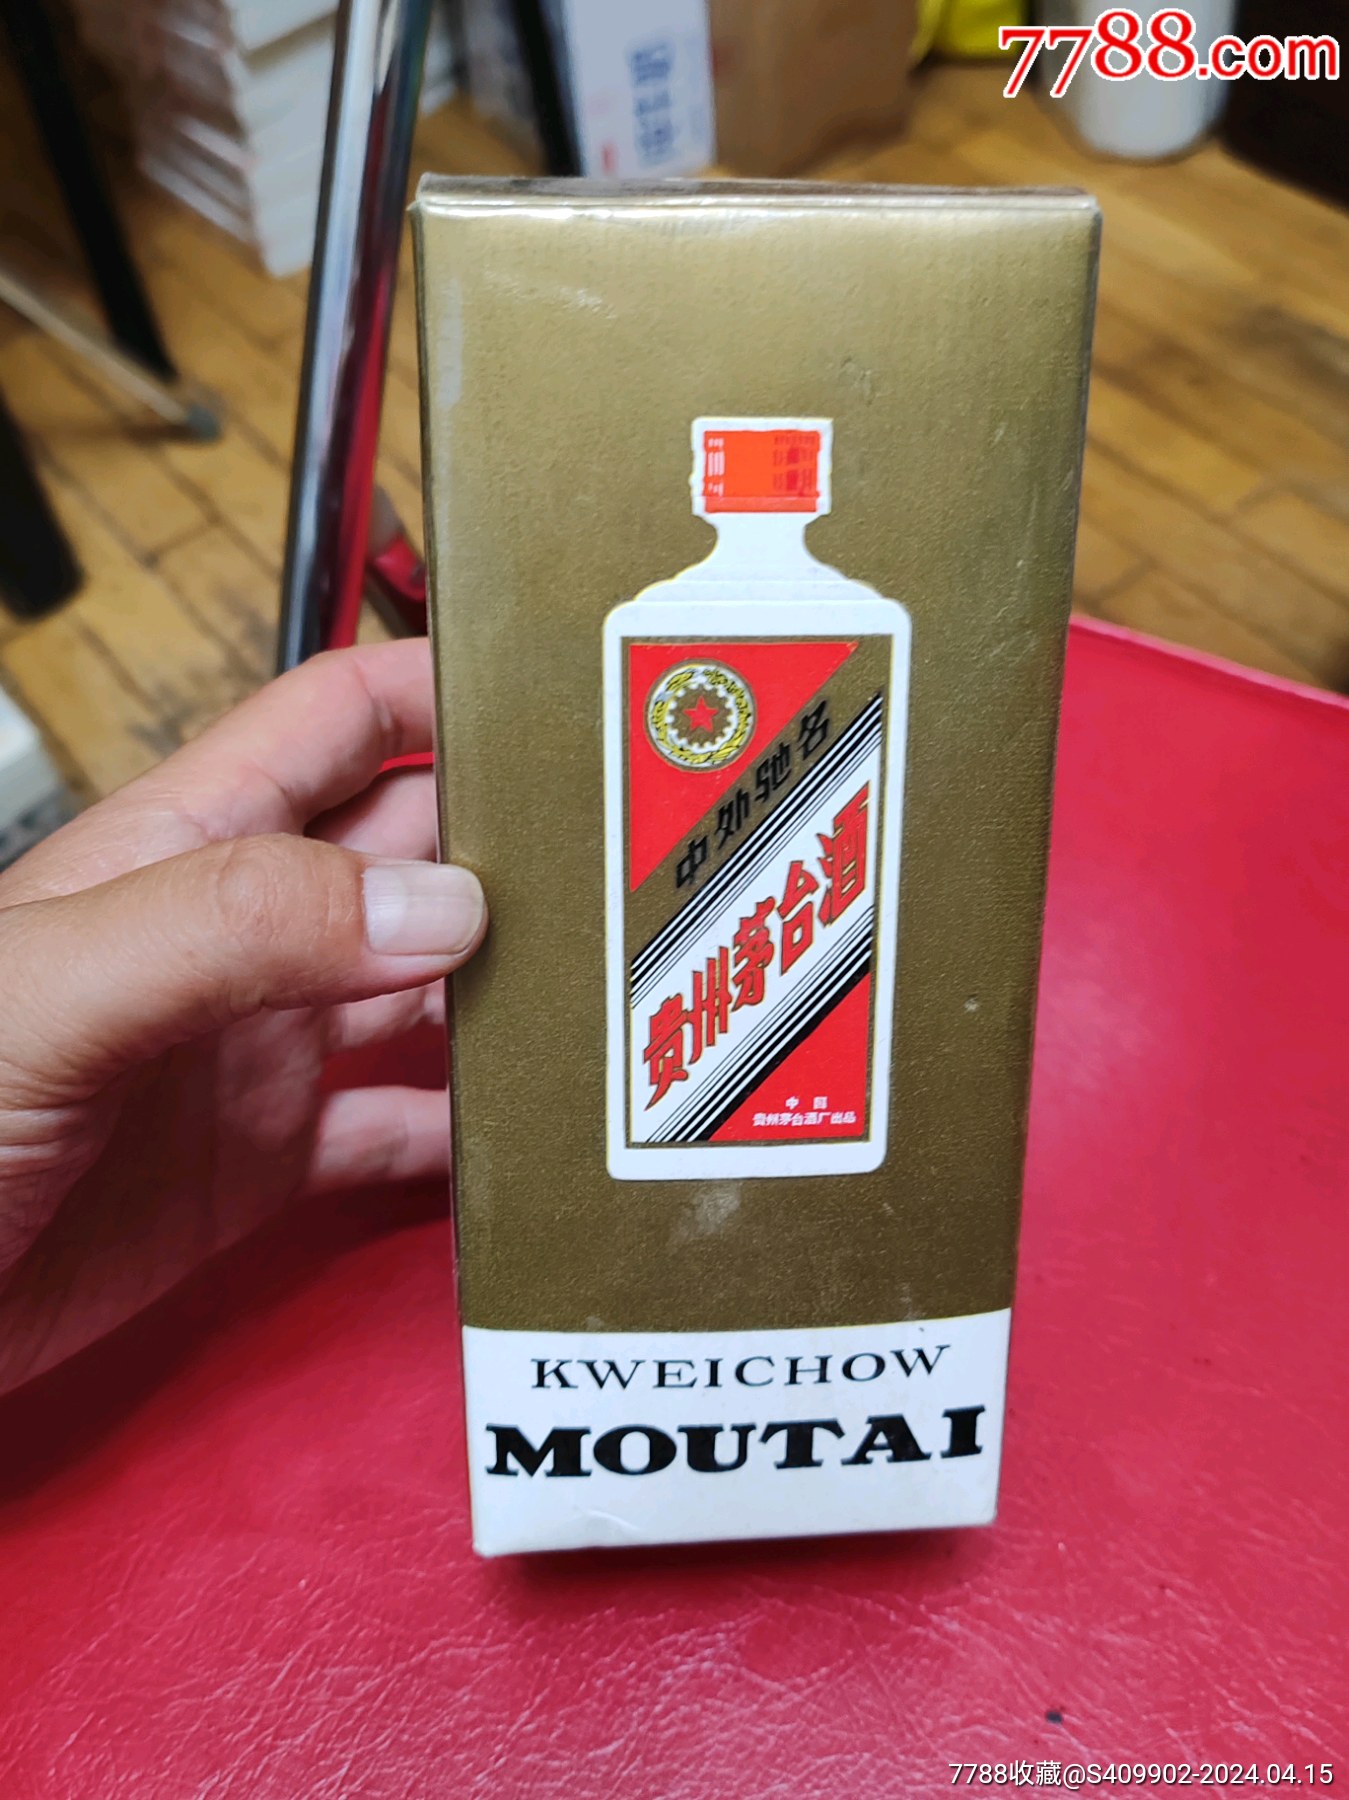 7788.com
中外驰名
贵州茅台酒
中国
贵州茅台酒厂出品
KWEICHOW
MOUTAI
7788收藏@S409902-2024.04.15